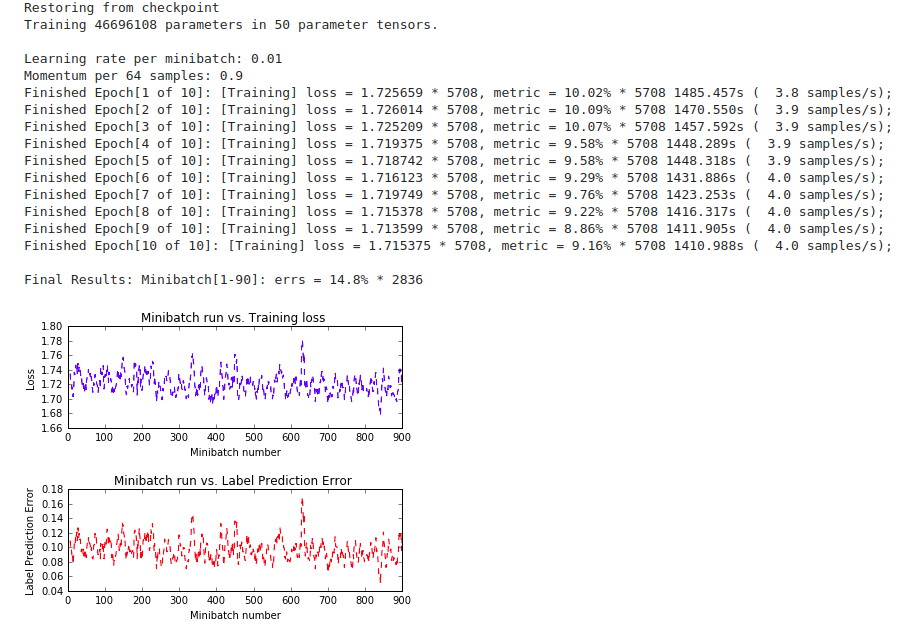 Restoring from checkpoint
Training 46696108 parameters in 50 parameter tensors.
Learning rate per minibatch: 0.01
Momentum per 64 samples: 0.9
Finished Epoch[1 of 10]: [Training] loss = 1.725659 * 5708, metric = 10.02% * 5708 1485.457s (  3.8 samples/s);
Finished Epoch[2 of 10]: [Training] loss = 1.726014 * 5708, metric = 10.09% * 5708 1470.550s (  3.9 samples/s);
Finished Epoch[3 of 10]: [Training] loss = 1.725209 * 5708, metric = 10.07% * 5708 1457.592s (  3.9 samples/s);
Finished Epoch[4 of 10]: [Training] loss = 1.719375 * 5708, metric = 9.58% * 5708 1448.289s (  3.9 samples/s);
Finished Epoch[5 of 10]: [Training] loss = 1.718742 * 5708, metric = 9.58% * 5708 1448.318s (  3.9 samples/s);
Finished Epoch[6 of 10]: [Training] loss = 1.716123 * 5708, metric = 9.29% * 5708 1431.886s (  4.0 samples/s);
Finished Epoch[7 of 10]: [Training] loss = 1.719749 * 5708, metric = 9.76% * 5708 1423.253s (  4.0 samples/s);
Finished Epoch[8 of 10]: [Training] loss = 1.715378 * 5708, metric = 9.22% * 5708 1416.317s (  4.0 samples/s);
Finished Epoch[9 of 10]: [Training] loss = 1.713599 * 5708, metric = 8.86% * 5708 1411.905s (  4.0 samples/s);
Finished Epoch[10 of 10]: [Training] loss = 1.715375 * 5708, metric = 9.16% * 5708 1410.988s (  4.0 samples/s);
Final Results: Minibatch[1-90]: errs = 14.8% * 2836
Minibatch run vs. Training loss
1.80
1.78
1.76
1.74
1.72
1.70
1.68
1.66
Loss
0 100 200 300 400 500 600 700 800 900
Minibatch number
Minibatch run vs. Label Prediction Error
0.18
0.16
0.14
0.12
0.10
0.08
0.06
0.04
Label Prediction Error
0 100 200 300 400 500 600 700 800 900
Minibatch number